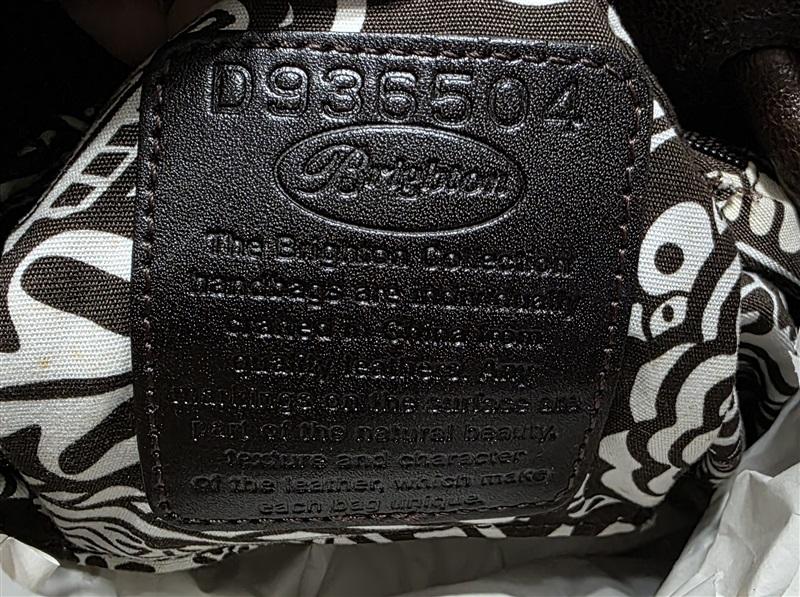 D936504
Brighton
The Brighton Collection
handbags are individually
crafted in China from
quality leathers. Any
markings on the surface are
part of the natural beauty,
texture and character
of the leather, which make
each bag unique.